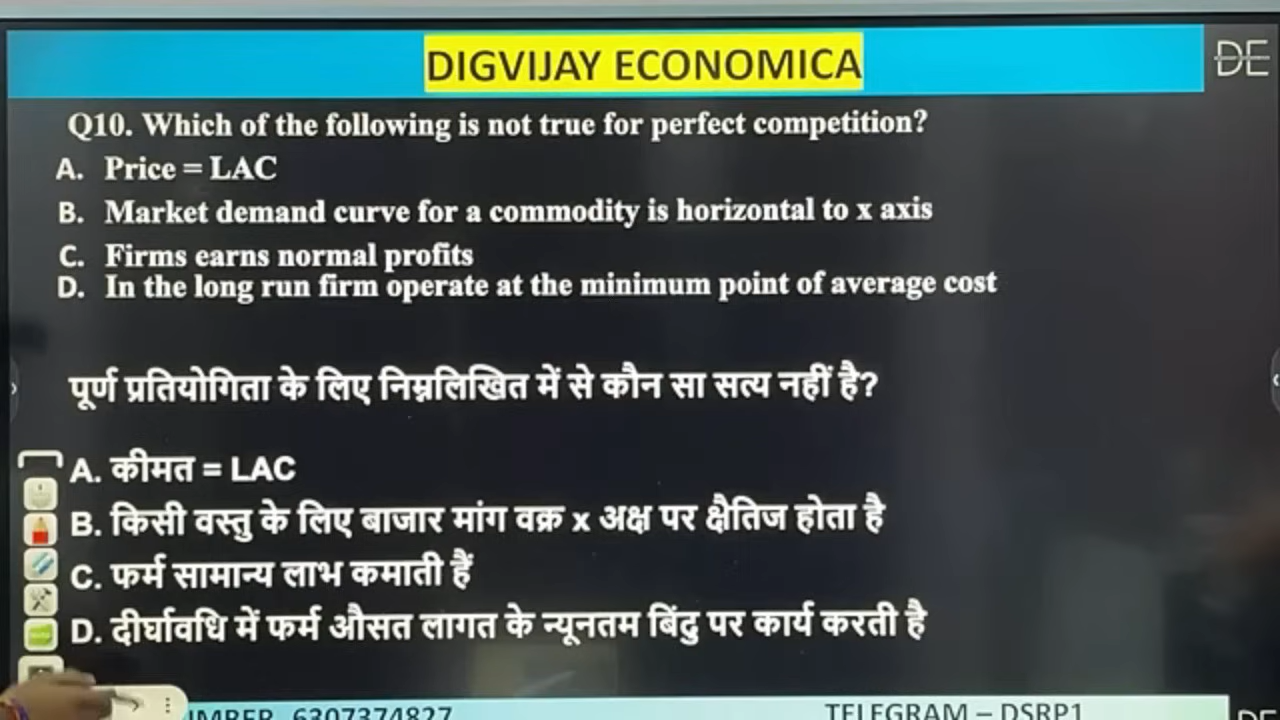 DIGVIJAY ECONOMICA
DE
Q10. Which of the following is not true for perfect competition?
A. Price = LAC
B. Market demand curve for a commodity is horizontal to x axis
C. Firms earns normal profits
D. In the long run firm operate at the minimum point of average cost
पूर्ण प्रतियोगिता के लिए निम्नलिखित में से कौन सा सत्य नहीं है?
A. कीमत = LAC
B. किसी वस्तु के लिए बाजार मांग वक्र x अक्ष पर क्षैतिज होता है
C. फर्म सामान्य लाभ कमाती हैं
D. दीर्घावधि में फर्म औसत लागत के न्यूनतम बिंदु पर कार्य करती है
6307374827
TELEGRAM – DSRP1
DE